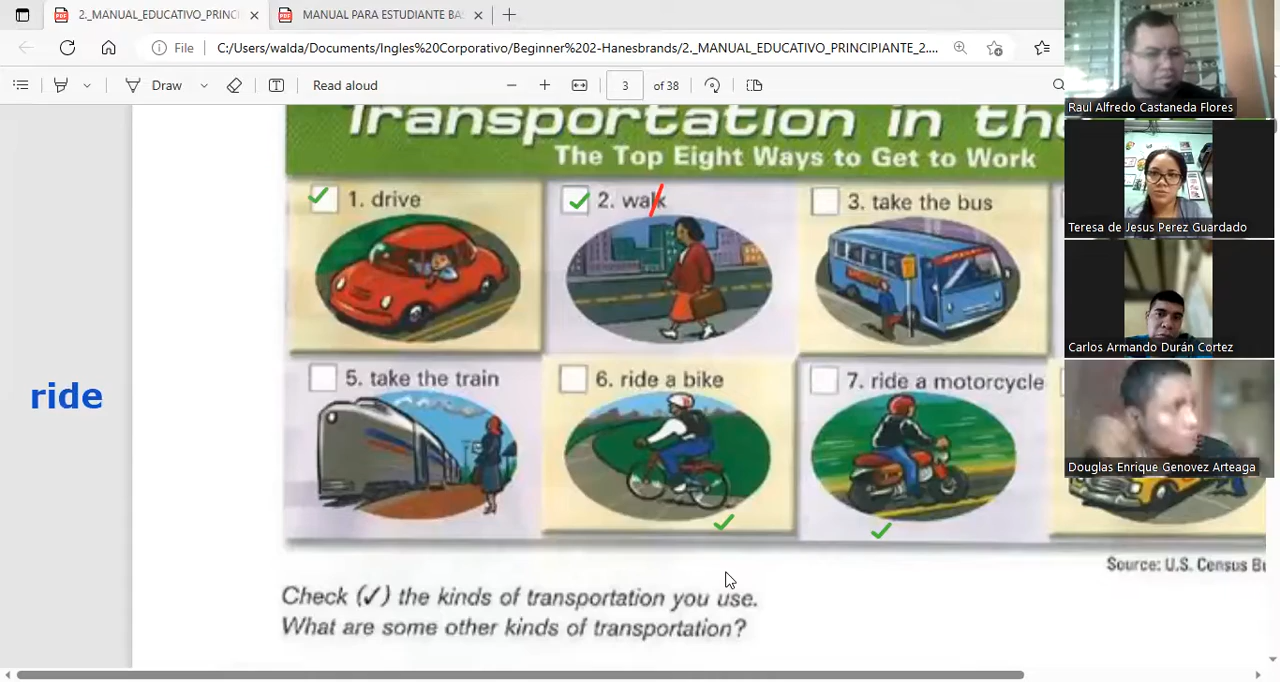 2._MANUAL_EDUCATIVO_PRINCI
MANUAL PARA ESTUDIANTE BA
File
C:/Users/walda/Documents/Ingles%20Corporativo/Beginner%202-Hanesbrands/2._MANUAL_EDUCATIVO_PRINCIPIANTE_2....
Draw
Read aloud
3
of 38
Transportation in the
The Top Eight Ways to Get to Work
1. drive
2. walk
3. take the bus
5. take the train
6. ride a bike
7. ride a motorcycle
ride
Source: U.S. Census Bu
Check (✓) the kinds of transportation you use.
What are some other kinds of transportation?
Raul Alfredo Castaneda Flores
Teresa de Jesus Perez Guardado
Carlos Armando Durán Cortez
Douglas Enrique Genovez Arteaga